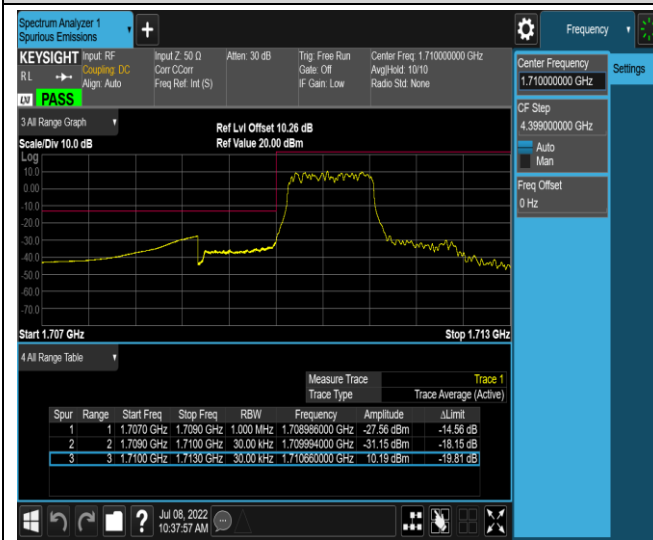 Spectrum Analyzer 1
Spurious Emissions
+
Frequency
KEYSIGHT
RL
LXI
PASS
Input: RF
Coupling: DC
Align: Auto
Input Z: 50 Ω
Corr CCorr
Freq Ref: Int (S)
Atten: 30 dB
Trig: Free Run
Gate: Off
IF Gain: Low
Center Freq: 1.710000000 GHz
Avg|Hold: 10/10
Radio Std: None
Center Frequency
1.710000000 GHz
Settings
CF Step
4.399000000 GHz
Auto
Man
Freq Offset
0 Hz
3 All Range Graph
Scale/Div 10.0 dB
Ref Lvl Offset 10.26 dB
Ref Value 20.00 dBm
Log
10.0
0.00
-10.0
-20.0
-30.0
-40.0
-50.0
-60.0
-70.0
Start 1.707 GHz
Stop 1.713 GHz
4 All Range Table
Measure Trace Trace 1
Trace Type Trace Average (Active)
Spur Range Start Freq Stop Freq RBW Frequency Amplitude ΔLimit
1 1 1.7070 GHz 1.7090 GHz 1.000 MHz 1.708986000 GHz -27.56 dBm -14.56 dB
2 2 1.7090 GHz 1.7100 GHz 30.00 kHz 1.709994000 GHz -31.15 dBm -18.15 dB
3 3 1.7100 GHz 1.7130 GHz 30.00 kHz 1.710660000 GHz 10.19 dBm -19.81 dB
?
Jul 08, 2022
10:37:57 AM